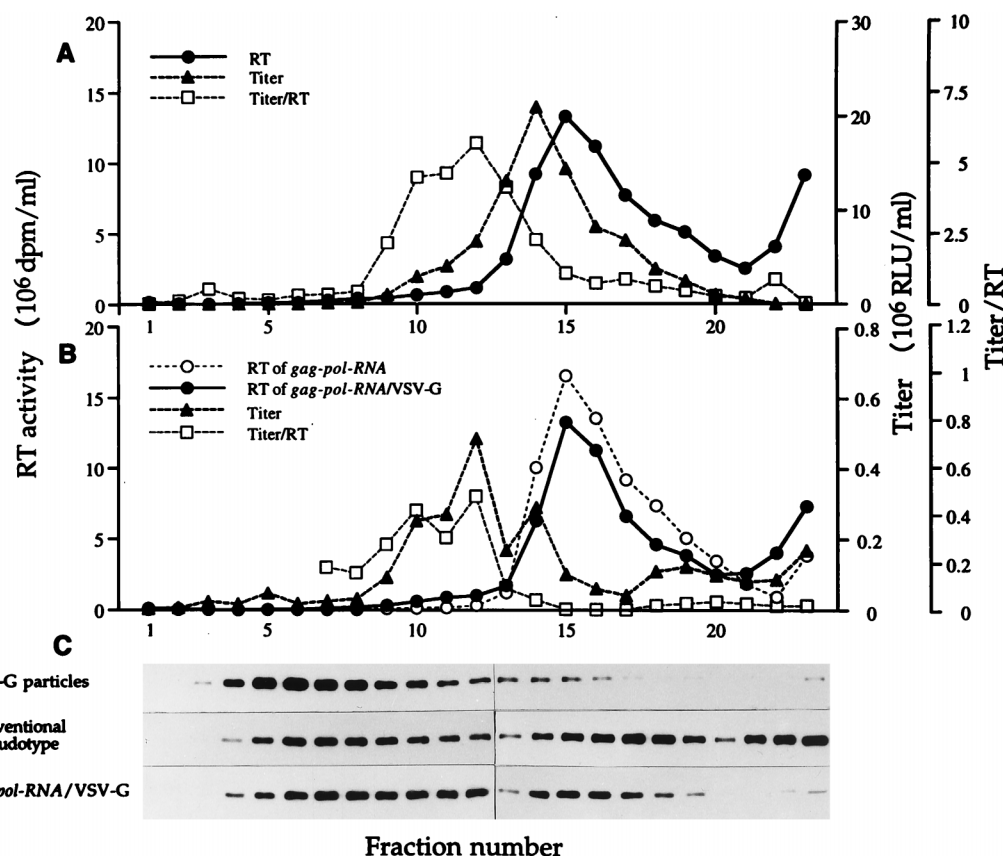 A
RT
Titer
Titer/RT
20
15
10
5
0
30
20
10
0
10
7.5
5
2.5
0
1 5 10 15 20
RT activity (10⁶ dpm/ml)
Titer (10⁶ RLU/ml)
Titer/RT
B
RT of gag-pol-RNA
RT of gag-pol-RNA/VSV-G
Titer
Titer/RT
20
15
10
5
0
0.8
0.6
0.4
0.2
0
1.2
1
0.8
0.6
0.4
0.2
0
1 5 10 15 20
C
-G particles
ventional
udotype
pol-RNA/VSV-G
Fraction number